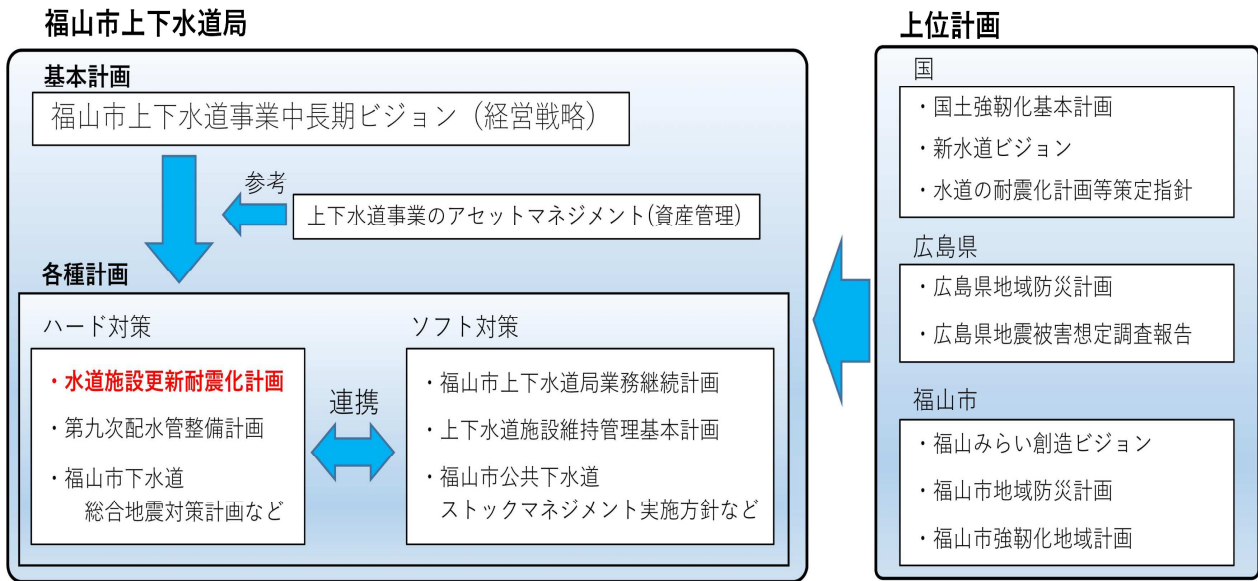 福山市上下水道局
基本計画
福山市上下水道事業中長期ビジョン（経営戦略）
参考
上下水道事業のアセットマネジメント(資産管理)
各種計画
ハード対策
・水道施設更新耐震化計画
・第九次配水管整備計画
・福山市下水道
総合地震対策計画など
連携
ソフト対策
・福山市上下水道局業務継続計画
・上下水道施設維持管理基本計画
・福山市公共下水道
ストックマネジメント実施方針など
上位計画
国
・国土強靭化基本計画
・新水道ビジョン
・水道の耐震化計画等策定指針
広島県
・広島県地域防災計画
・広島県地震被害想定調査報告
福山市
・福山みらい創造ビジョン
・福山市地域防災計画
・福山市強靭化地域計画